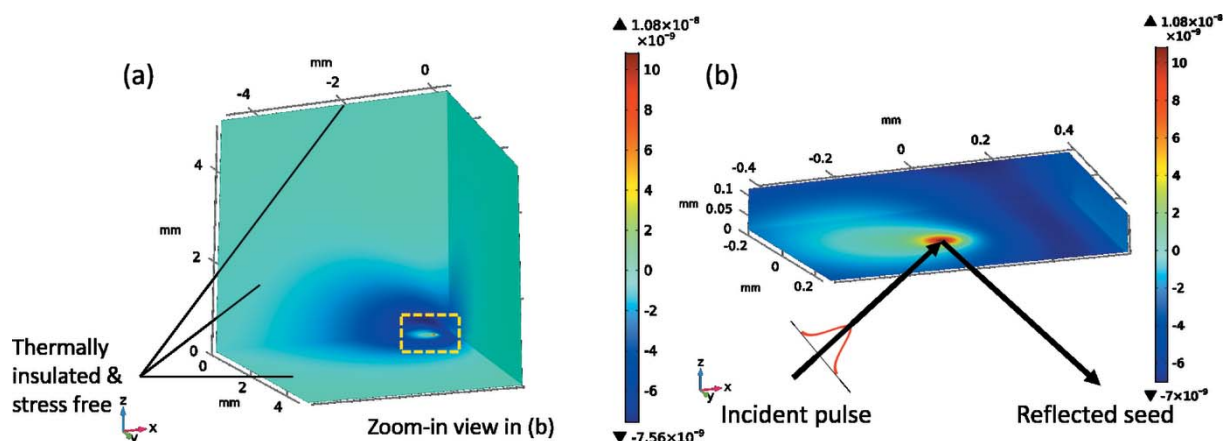 (a)
mm
-4
-2
0
4
mm
2
0
0
2
mm
4
Thermally
insulated &
stress free
z
x
y
Zoom-in view in (b)
▲ 1.08×10⁻⁸
×10⁻⁹
10
8
6
4
2
0
-2
-4
-6
▼ -7.56×10⁻⁹
(b)
mm
-0.4
-0.2
0
0.2
0.4
0.1
mm 0.05
0
-0.2
0
mm
0.2
z
x
y
Incident pulse
Reflected seed
▲ 1.08×10⁻⁸
×10⁻⁹
10
8
6
4
2
0
-2
-4
-6
▼ -7×10⁻⁹